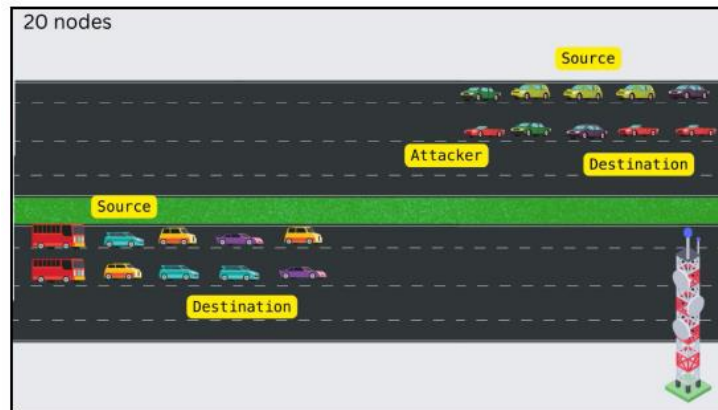 20 nodes
Source
Attacker
Destination
Source
Destination